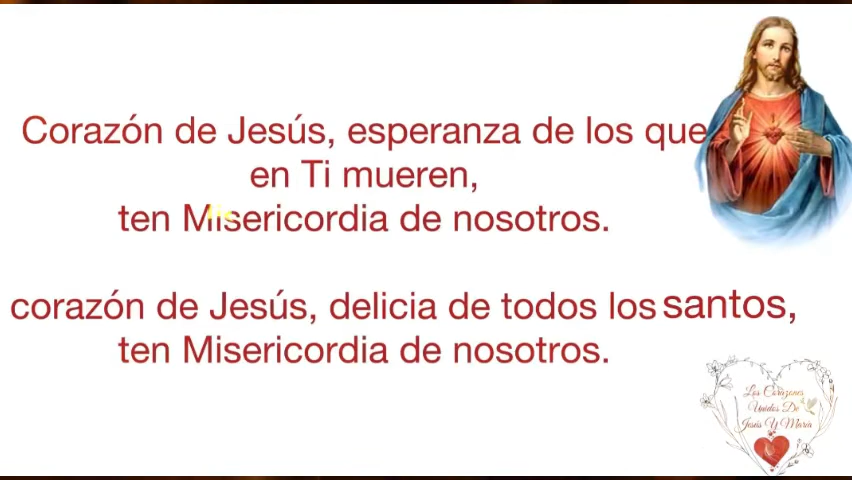 Corazón de Jesús, esperanza de los que
en Ti mueren,
ten Misericordia de nosotros.
corazón de Jesús, delicia de todos los santos,
ten Misericordia de nosotros.
Los Corazones
Unidos De
Jesús Y María